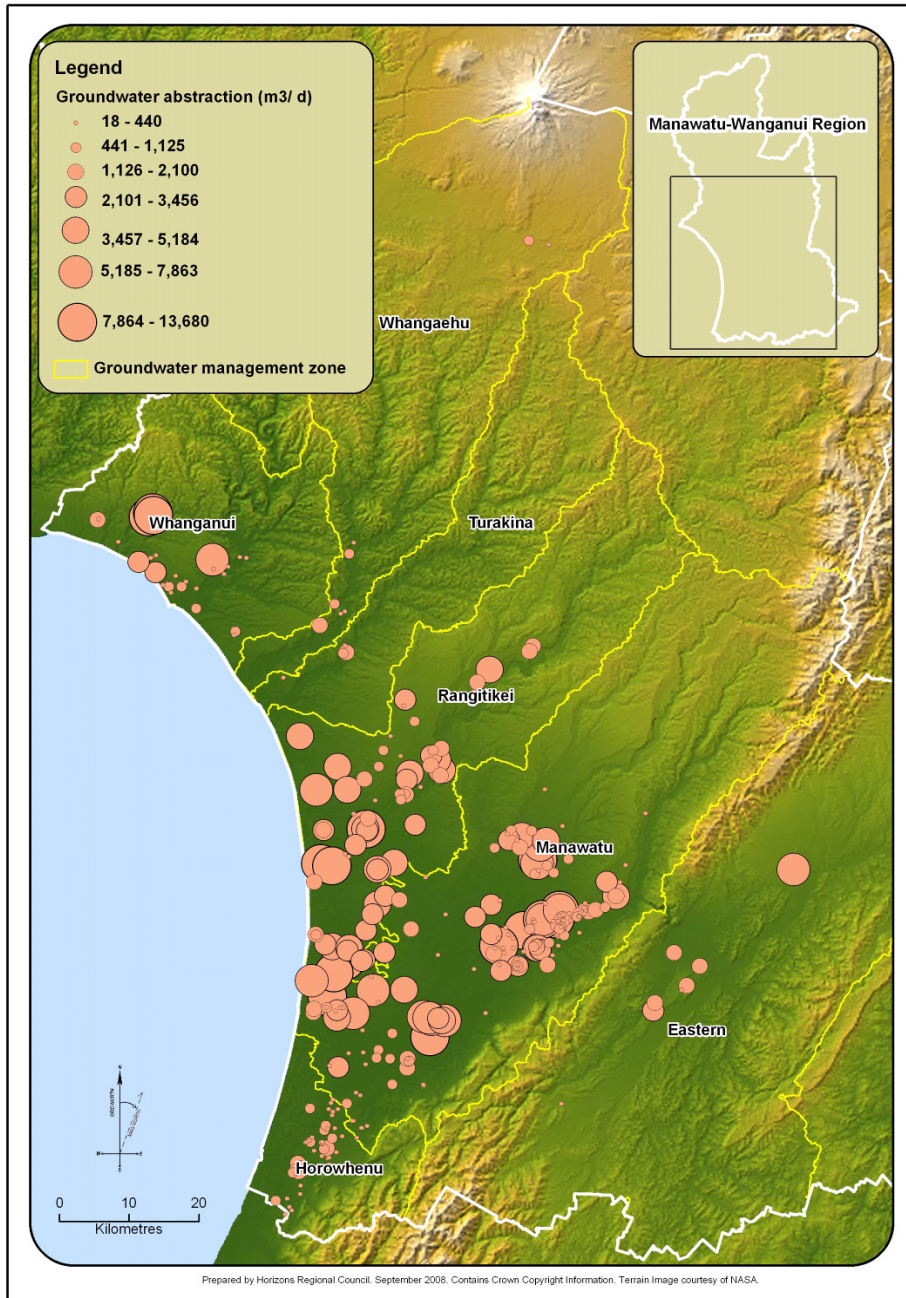 Legend
Groundwater abstraction (m3/ d)
18 - 440
441 - 1,125
1,126 - 2,100
2,101 - 3,456
3,457 - 5,184
5,185 - 7,863
7,864 - 13,680
Groundwater management zone
Manawatu-Wanganui Region
Whangaehu
Whanganui
Turakina
Rangitikei
Manawatu
Eastern
Horowhenu
0 10 20
Kilometres
Prepared by Horizons Regional Council. September 2008. Contains Crown Copyright Information. Terrain Image courtesy of NASA.